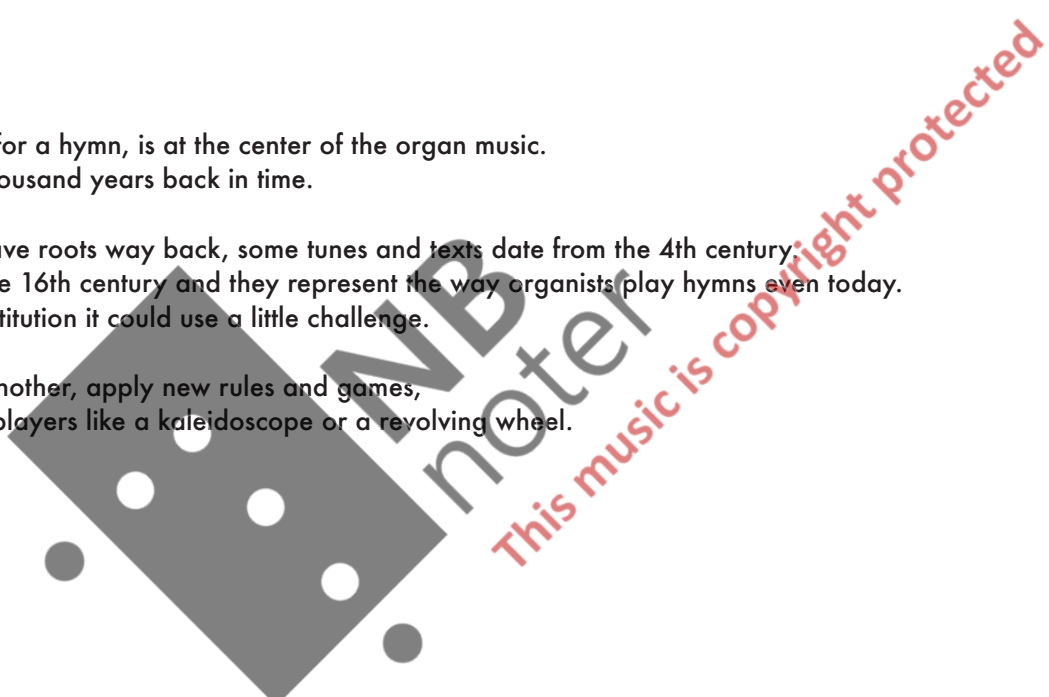 for a hymn, is at the center of the organ music.
ousand years back in time.
ave roots way back, some tunes and texts date from the 4th century.
e 16th century and they represent the way organists play hymns even today.
titution it could use a little challenge.
nother, apply new rules and games,
players like a kaleidoscope or a revolving wheel.
NB
noter
This music is copyright protected